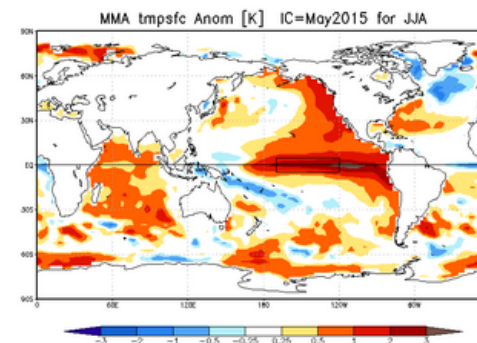 MMA tmpsfc Anom [K] IC=May2015 for JJA
90N
60N
30N
EQ
30S
60S
90S
0 60E 120E 180 120W 60W
-3 -2 -1 -0.5 -0.25 0.25 0.5 1 2 3